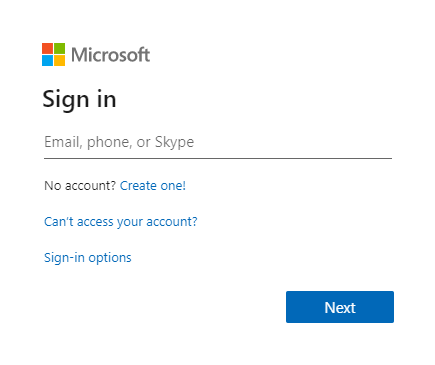 Microsoft
Sign in
Email, phone, or Skype
No account? Create one!
Can’t access your account?
Sign-in options
Next